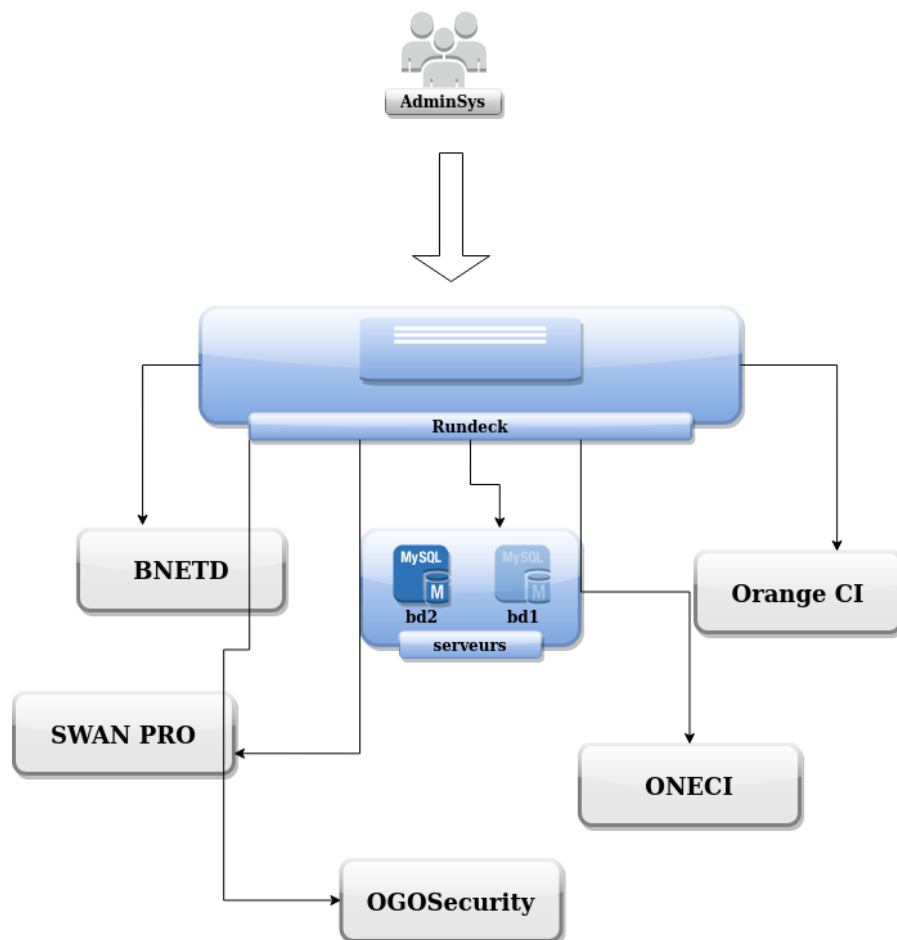 AdminSys
Rundeck
MySQL
M
bd2
MySQL
M
bd1
serveurs
BNETD
Orange CI
SWAN PRO
ONECI
OGOSecurity